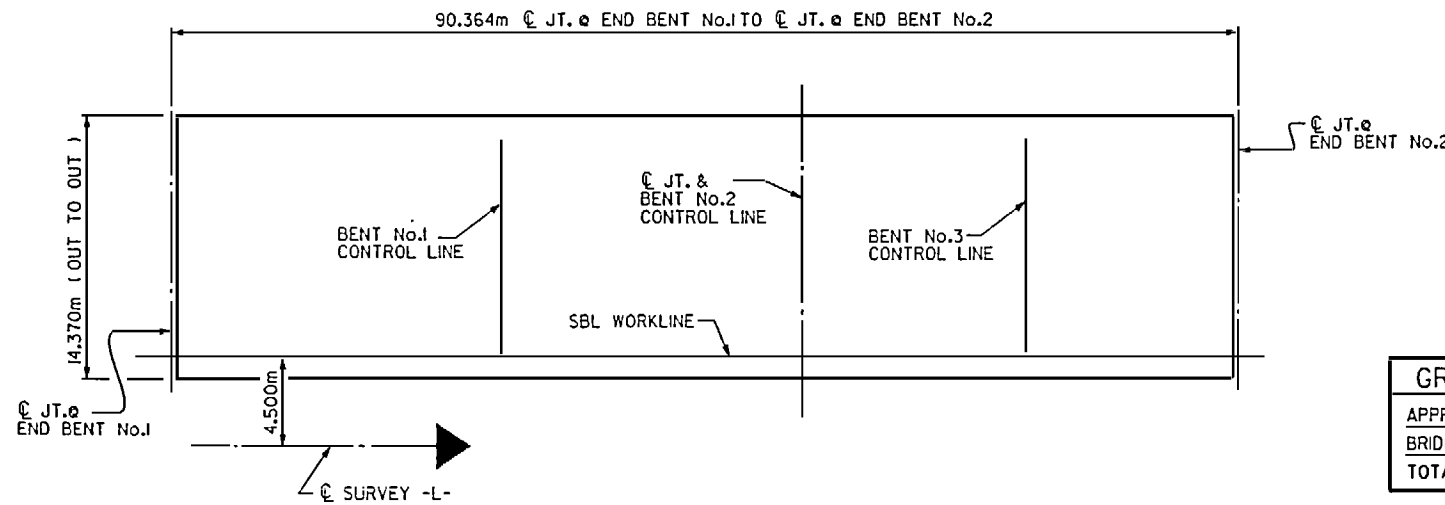 90.364m ℄ JT. @ END BENT No.1 TO ℄ JT. @ END BENT No.2
14.370m ( OUT TO OUT )
℄ JT.@
END BENT No.2
℄ JT. &
BENT No.2
CONTROL LINE
BENT No.1
CONTROL LINE
BENT No.3
CONTROL LINE
SBL WORKLINE
4.500m
℄ JT.@
END BENT No.1
℄ SURVEY -L-
GR
APPR
BRID
TOTA